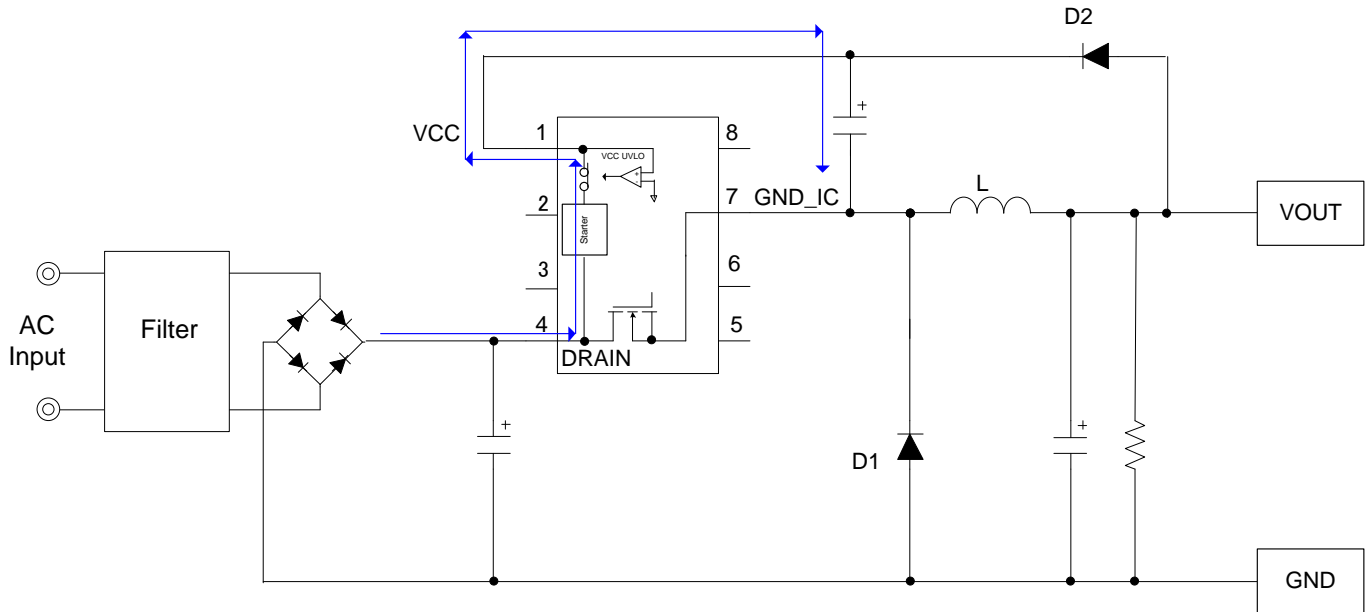 D2
VCC
1
8
VCC UVLO
+
-
+
2
7
GND_IC
L
VOUT
Starter
3
6
AC
Input
Filter
4
5
DRAIN
+
D1
+
GND